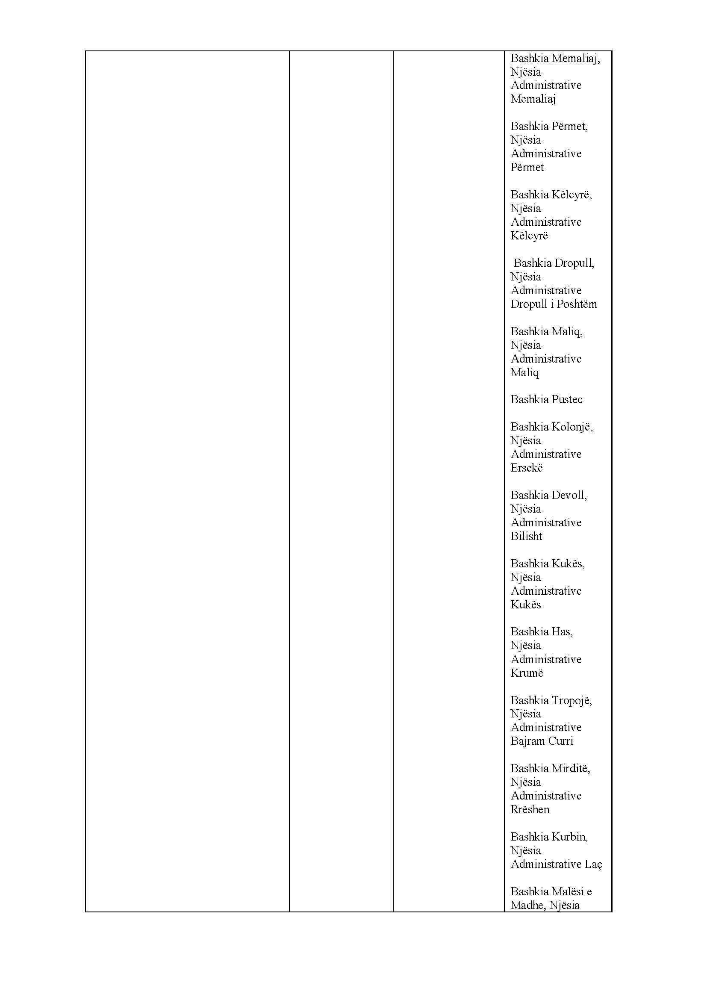 Bashkia Memaliaj,
Njësia
Administrative
Memaliaj
Bashkia Përmet,
Njësia
Administrative
Përmet
Bashkia Këlcyrë,
Njësia
Administrative
Këlcyrë
Bashkia Dropull,
Njësia
Administrative
Dropull i Poshtëm
Bashkia Maliq,
Njësia
Administrative
Maliq
Bashkia Pustec
Bashkia Kolonjë,
Njësia
Administrative
Ersekë
Bashkia Devoll,
Njësia
Administrative
Bilisht
Bashkia Kukës,
Njësia
Administrative
Kukës
Bashkia Has,
Njësia
Administrative
Krumë
Bashkia Tropojë,
Njësia
Administrative
Bajram Curri
Bashkia Mirditë,
Njësia
Administrative
Rrëshen
Bashkia Kurbin,
Njësia
Administrative Laç
Bashkia Malësi e
Madhe, Njësia